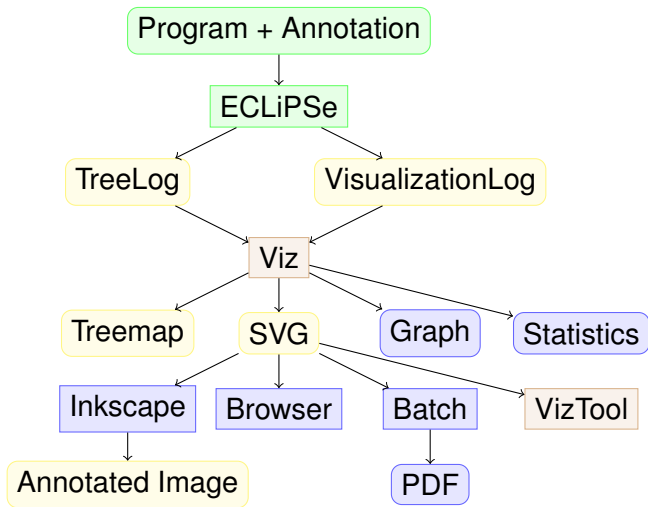 Program + Annotation
ECLiPSe
TreeLog
VisualizationLog
Viz
Treemap
SVG
Graph
Statistics
Inkscape
Browser
Batch
VizTool
Annotated Image
PDF